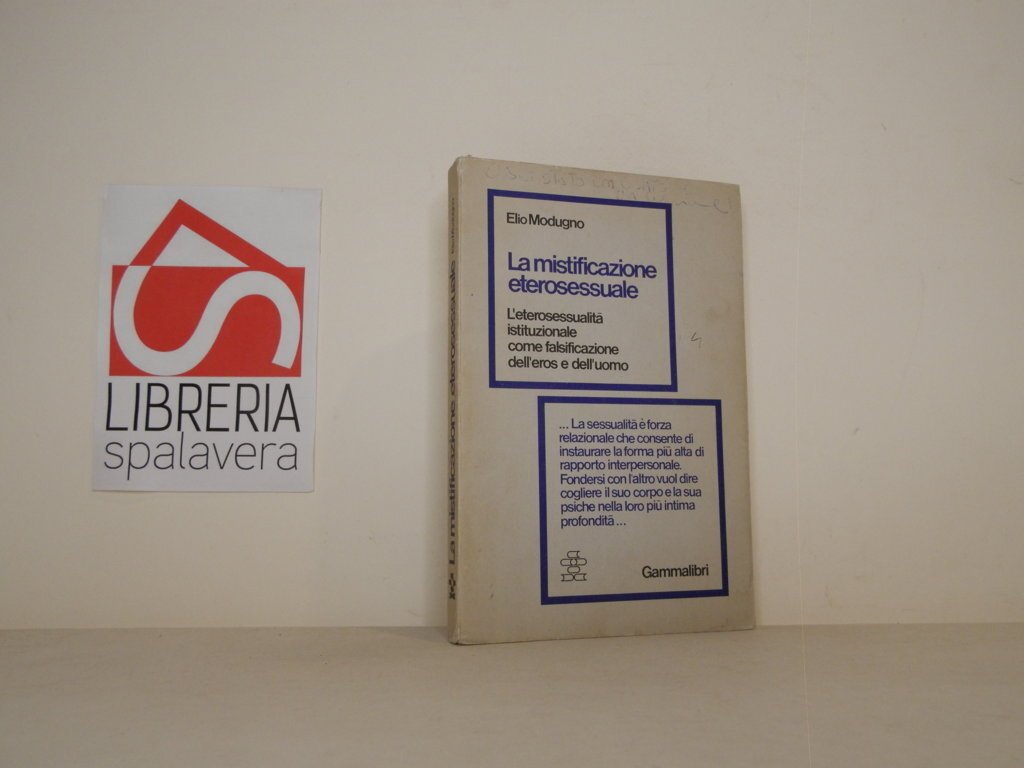 LIBRERIA
spalavera
Elio Modugno
La mistificazione
eterosessuale
L'eterosessualità
istituzionale
come falsificazione
dell'eros e dell'uomo
... La sessualità è forza
relazionale che consente di
instaurare la forma più alta di
rapporto interpersonale.
Fondersi con l'altro vuol dire
cogliere il suo corpo e la sua
psiche nella loro più intima
profondità ...
Gammalibri
La mistificazione eterosessuale